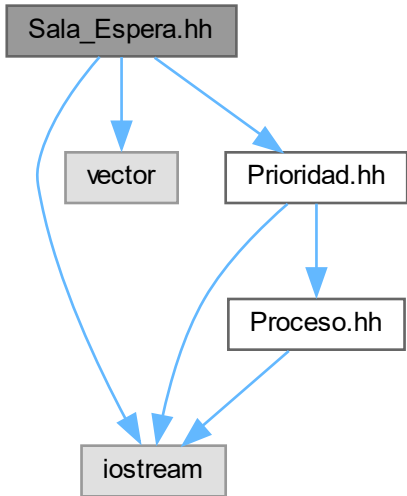 Sala_Espera.hh
vector
Prioridad.hh
Proceso.hh
iostream